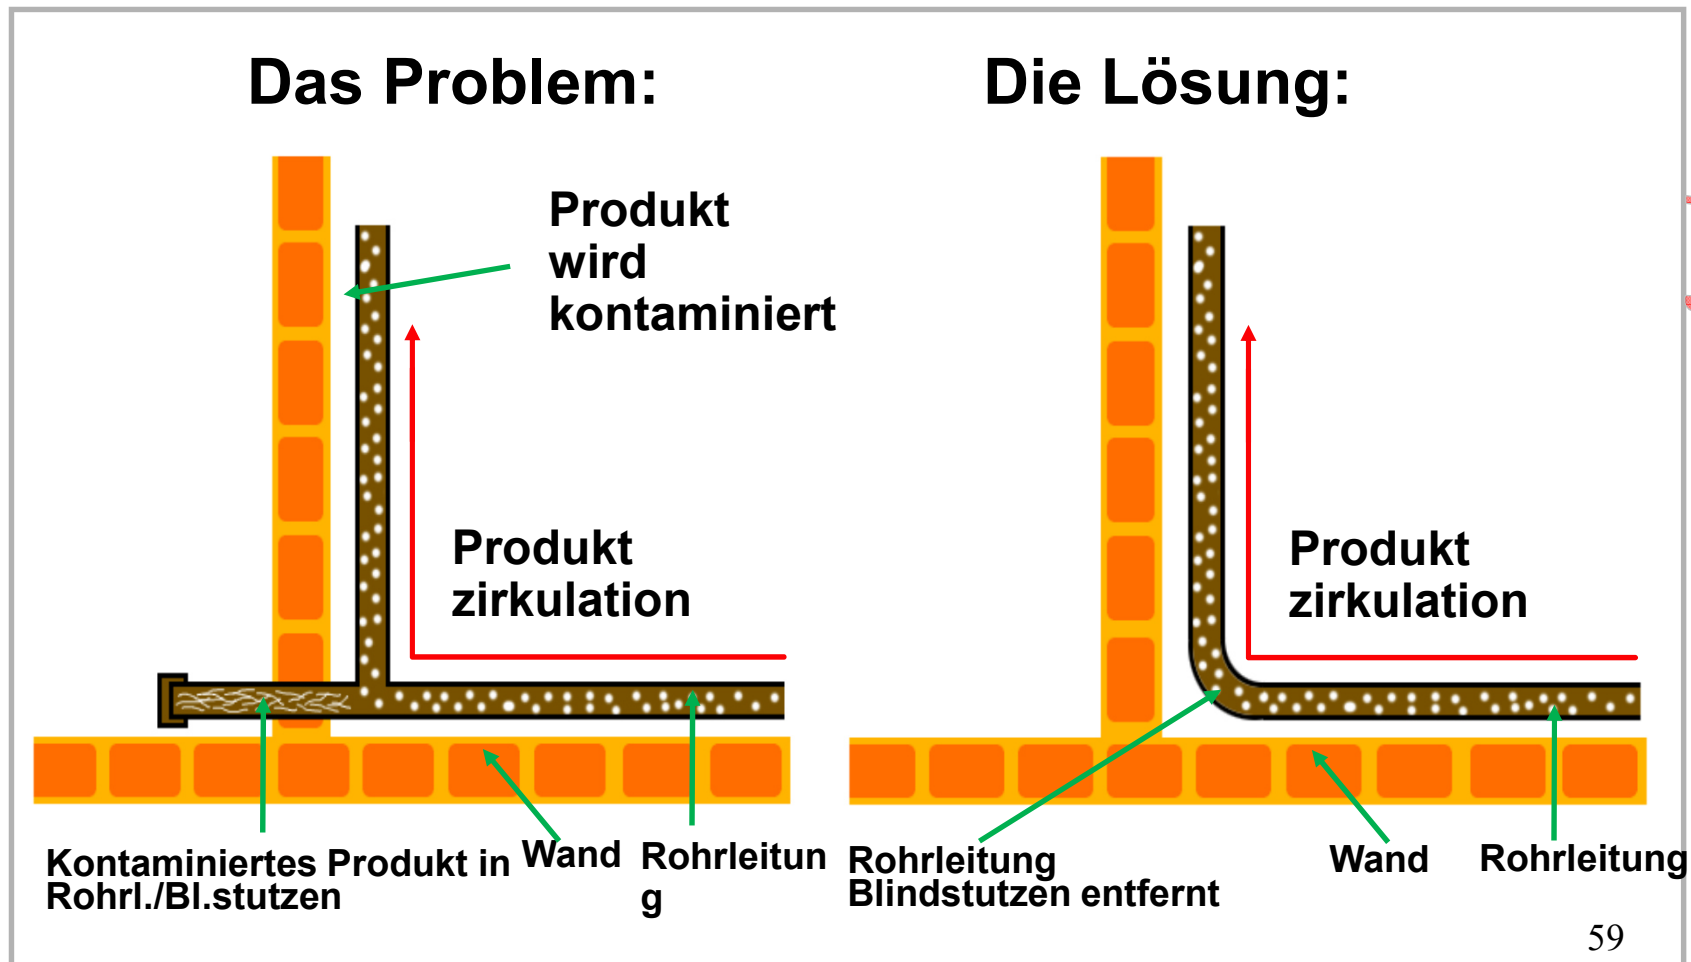 Das Problem:
Die Lösung:
Produkt
wird
kontaminiert
Produkt
zirkulation
Produkt
zirkulation
Kontaminiertes Produkt in
Rohrl./Bl.stutzen
Wand
Rohrleitun
g
Rohrleitung
Blindstutzen entfernt
Wand
Rohrleitung
59